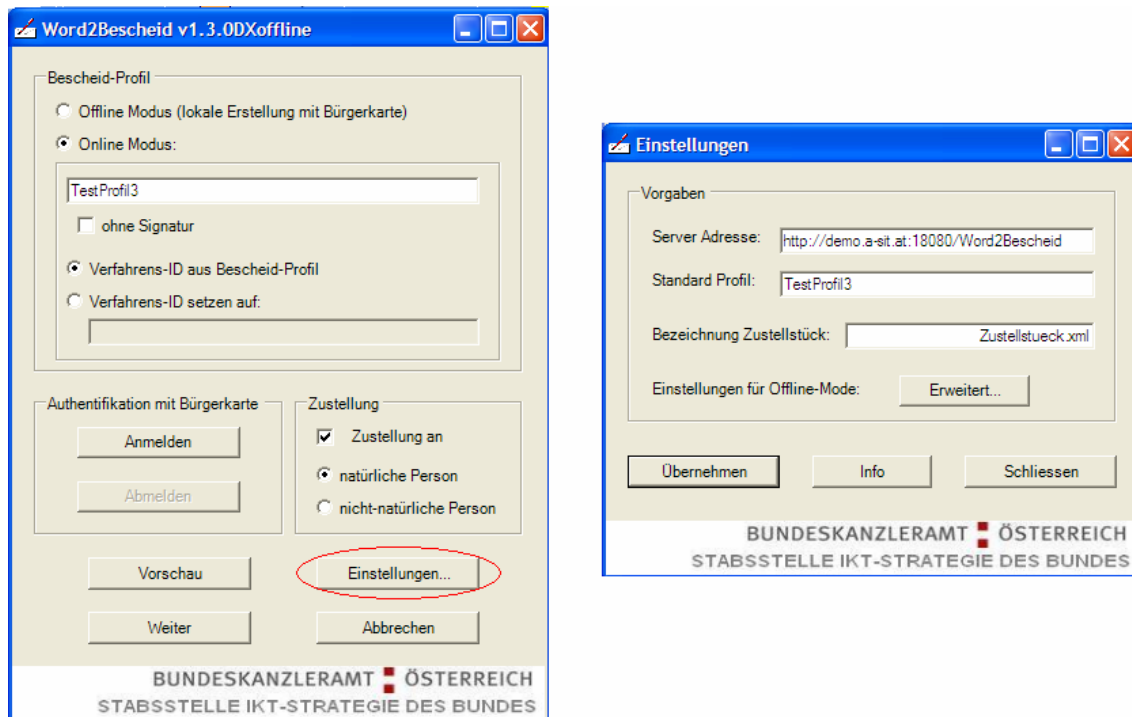 Word2Bescheid v1.3.0DXoffline
Bescheid-Profil
Offline Modus (lokale Erstellung mit Bürgerkarte)
Online Modus:
TestProfil3
ohne Signatur
Verfahrens-ID aus Bescheid-Profil
Verfahrens-ID setzen auf:
Authentifikation mit Bürgerkarte
Anmelden
Abmelden
Zustellung
Zustellung an
natürliche Person
nicht-natürliche Person
Vorschau
Einstellungen...
Weiter
Abbrechen
BUNDESKANZLERAMT ÖSTERREICH
STABSSTELLE IKT-STRATEGIE DES BUNDES
Einstellungen
Vorgaben
Server Adresse: http://demo.a-sit.at:18080/Word2Bescheid
Standard Profil: TestProfil3
Bezeichnung Zustellstück: Zustellstueck.xml
Einstellungen für Offline-Mode: Erweitert...
Übernehmen Info Schliessen
BUNDESKANZLERAMT ÖSTERREICH
STABSSTELLE IKT-STRATEGIE DES BUNDES